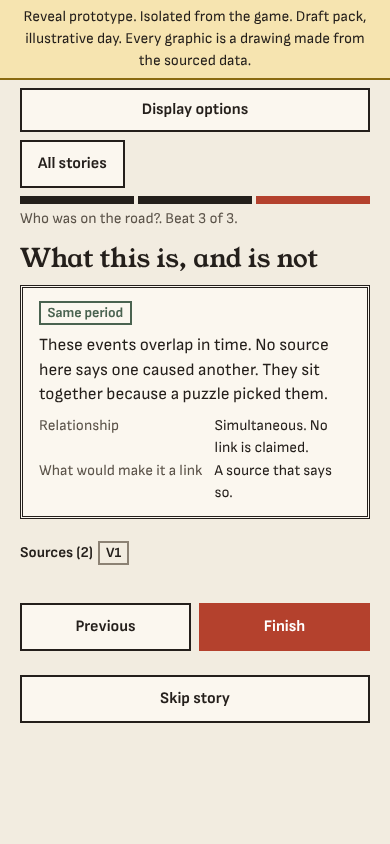 Reveal prototype. Isolated from the game. Draft pack,
illustrative day. Every graphic is a drawing made from
the sourced data.
Display options
All stories
Who was on the road?. Beat 3 of 3.
What this is, and is not
Same period
These events overlap in time. No source
here says one caused another. They sit
together because a puzzle picked them.
Relationship
Simultaneous. No
link is claimed.
What would make it a link
A source that says
so.
Sources (2) V1
Previous
Finish
Skip story